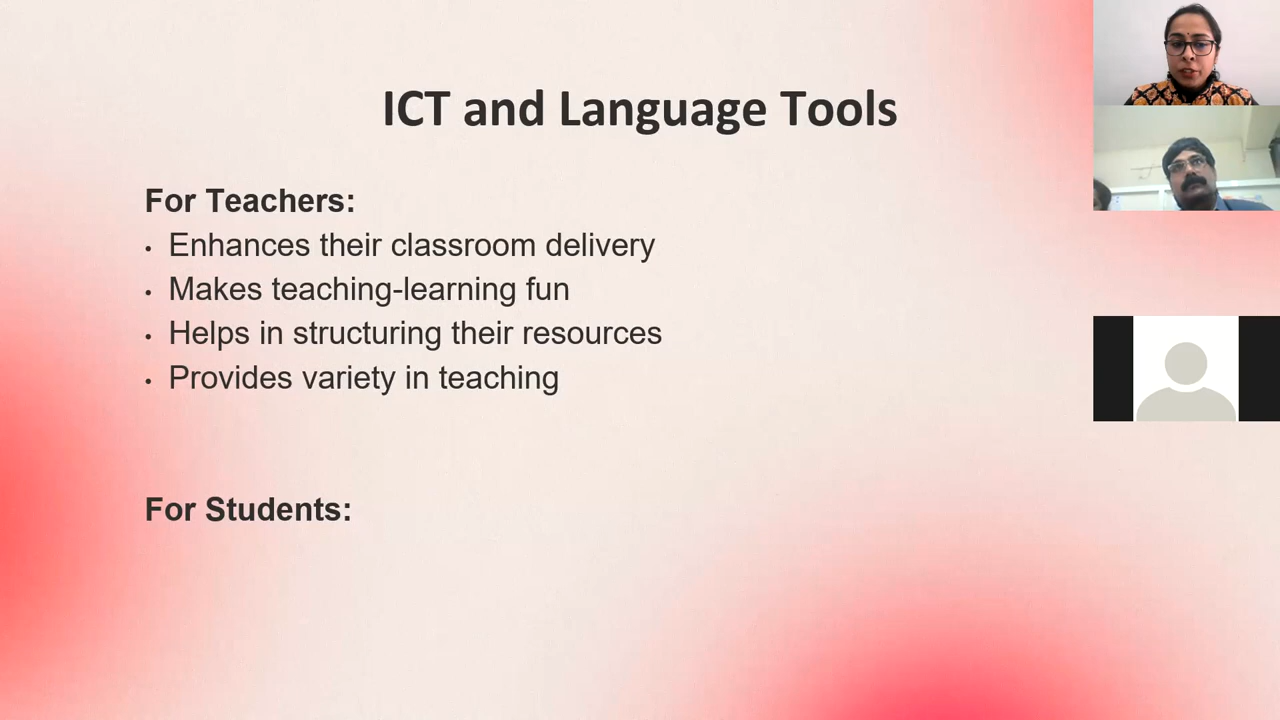 ICT and Language Tools
For Teachers:
• Enhances their classroom delivery
• Makes teaching-learning fun
• Helps in structuring their resources
• Provides variety in teaching
For Students: